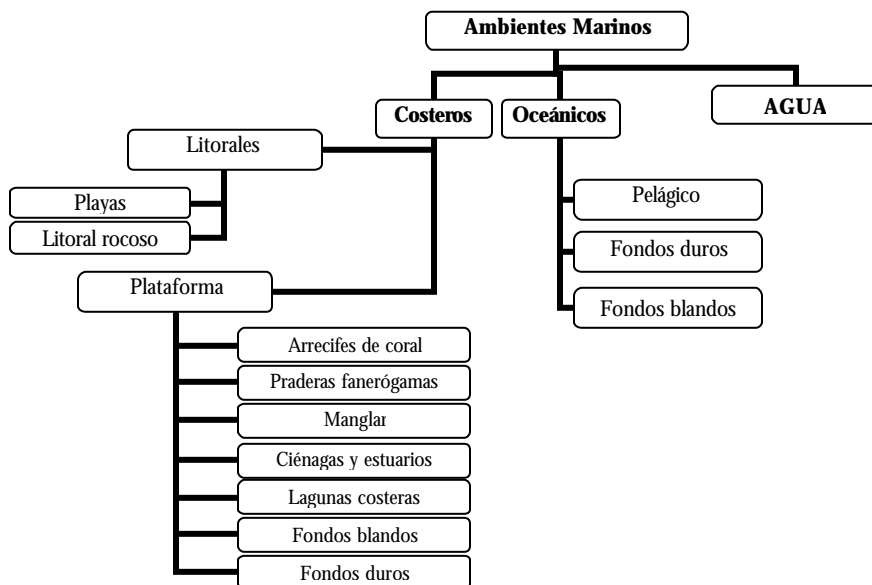 Ambientes Marinos
Costeros
Oceánicos
AGUA
Litorales
Playas
Litoral rocoso
Pelágico
Fondos duros
Fondos blandos
Plataforma
Arrecifes de coral
Praderas fanerógamas
Manglar
Ciénagas y estuarios
Lagunas costeras
Fondos blandos
Fondos duros